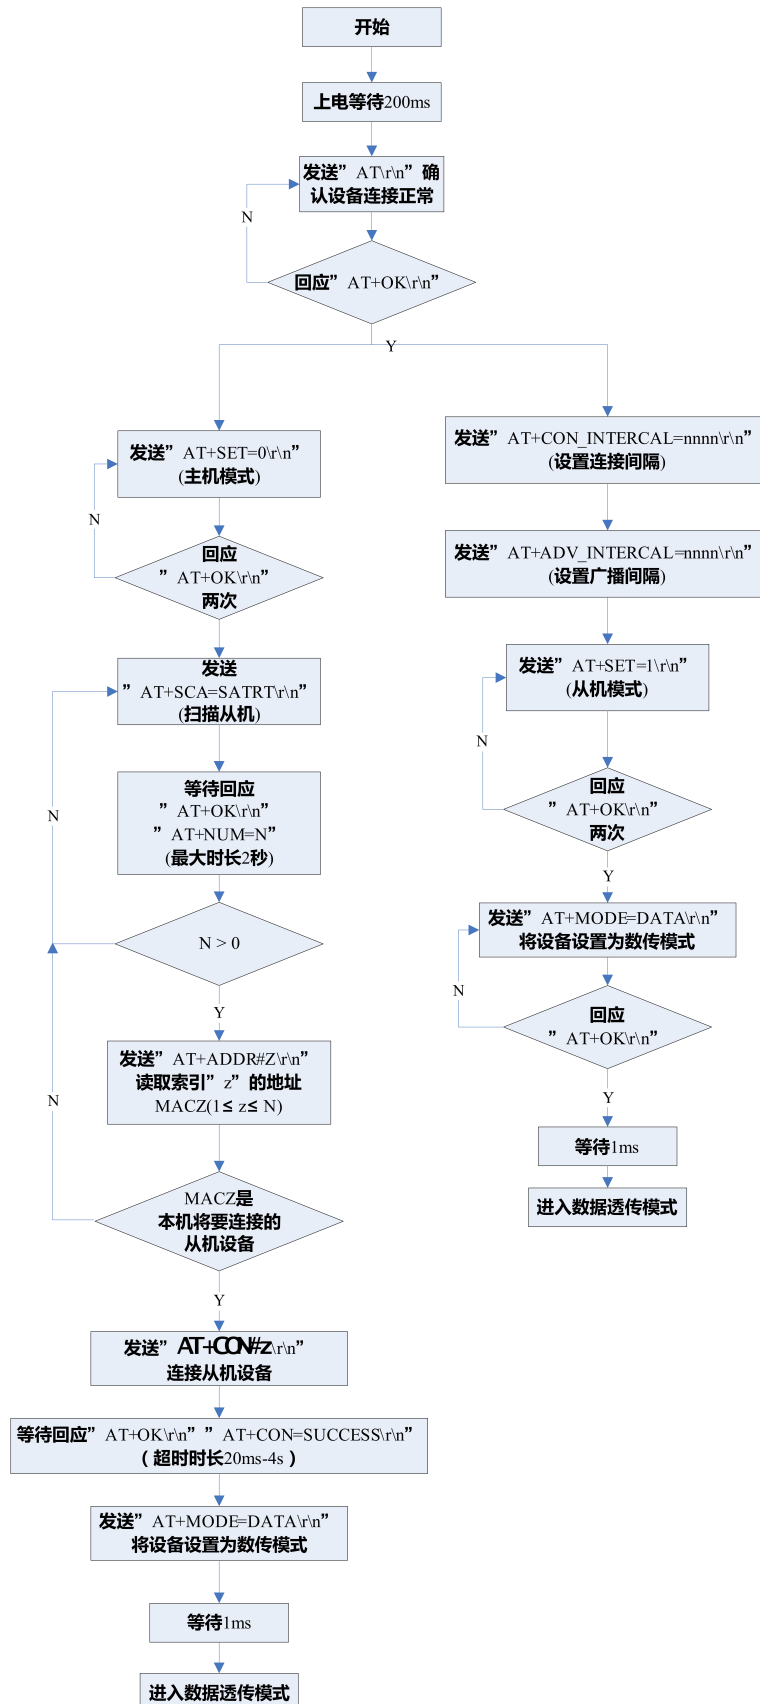 开始
上电等待200ms
发送”AT\r\n”确
认设备连接正常
N
回应”AT+OK\r\n”
Y
发送”AT+SET=0\r\n”
(主机模式)
N
回应
”AT+OK\r\n”
两次
发送
”AT+SCA=SATRT\r\n”
(扫描从机)
等待回应
”AT+OK\r\n”
”AT+NUM=N”
(最大时长2秒)
N
N > 0
Y
发送”AT+ADDR#Z\r\n”
读取索引”z”的地址
MACZ(1≤ z≤ N)
N
MACZ是
本机将要连接的
从机设备
Y
发送”AT+CON#z\r\n”
连接从机设备
等待回应”AT+OK\r\n””AT+CON=SUCCESS\r\n”
（超时时长20ms-4s）
发送”AT+MODE=DATA\r\n”
将设备设置为数传模式
等待1ms
进入数据透传模式
发送”AT+CON_INTERCAL=nnnn\r\n”
(设置连接间隔)
发送”AT+ADV_INTERCAL=nnnn\r\n”
(设置广播间隔)
发送”AT+SET=1\r\n”
(从机模式)
N
回应
”AT+OK\r\n”
两次
Y
发送”AT+MODE=DATA\r\n”
将设备设置为数传模式
N
回应
”AT+OK\r\n”
Y
等待1ms
进入数据透传模式